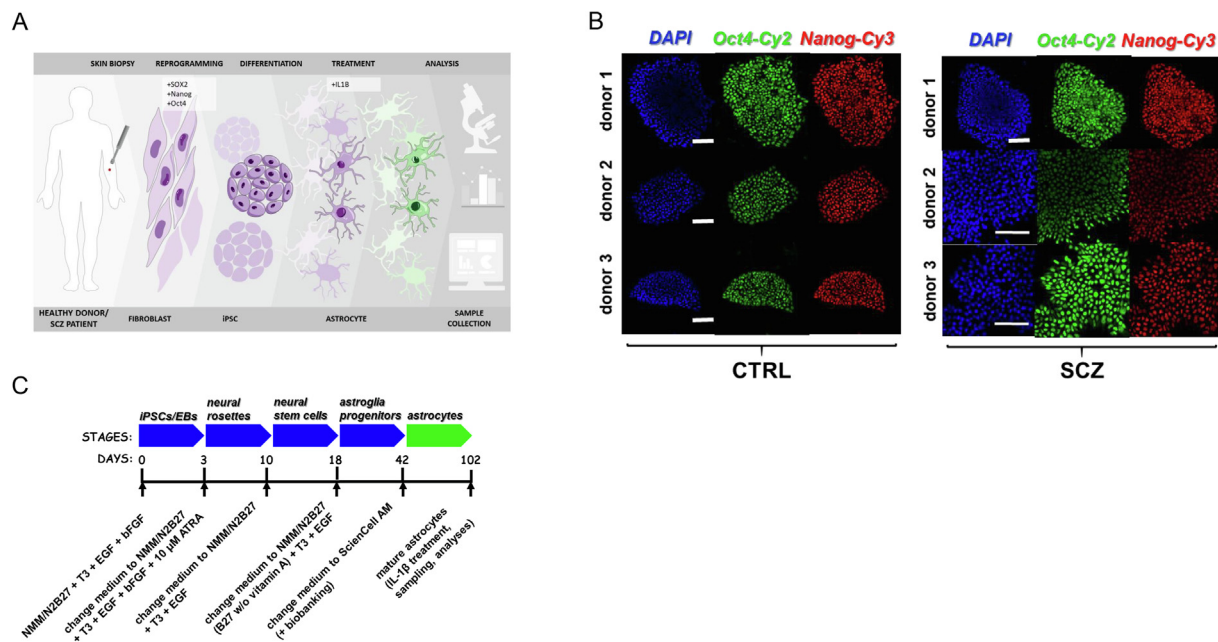 A
SKIN BIOPSY REPROGRAMMING DIFFERENTIATION TREATMENT ANALYSIS
+SOX2
+Nanog
+Oct4
+IL1B
HEALTHY DONOR/
SCZ PATIENT
FIBROBLAST
iPSC
ASTROCYTE
SAMPLE
COLLECTION
B
DAPI Oct4-Cy2 Nanog-Cy3
donor 1
donor 2
donor 3
CTRL
DAPI Oct4-Cy2 Nanog-Cy3
donor 1
donor 2
donor 3
SCZ
C
STAGES:
iPSCs/EBs
neural
rosettes
neural
stem cells
astroglia
progenitors
astrocytes
DAYS: 0 3 10 18 42 102
NMM/N2B27 + T3 + EGF + bFGF
change medium to NMM/N2B27
+ T3 + EGF + bFGF + 10 µM ATRA
change medium to NMM/N2B27
+ T3 + EGF
change medium to NMM/N2B27
(B27 w/o vitamin A) + T3 + EGF
change medium to ScienCell AM
(+ biobanking)
mature astrocytes
(IL-1β treatment,
sampling, analyses)